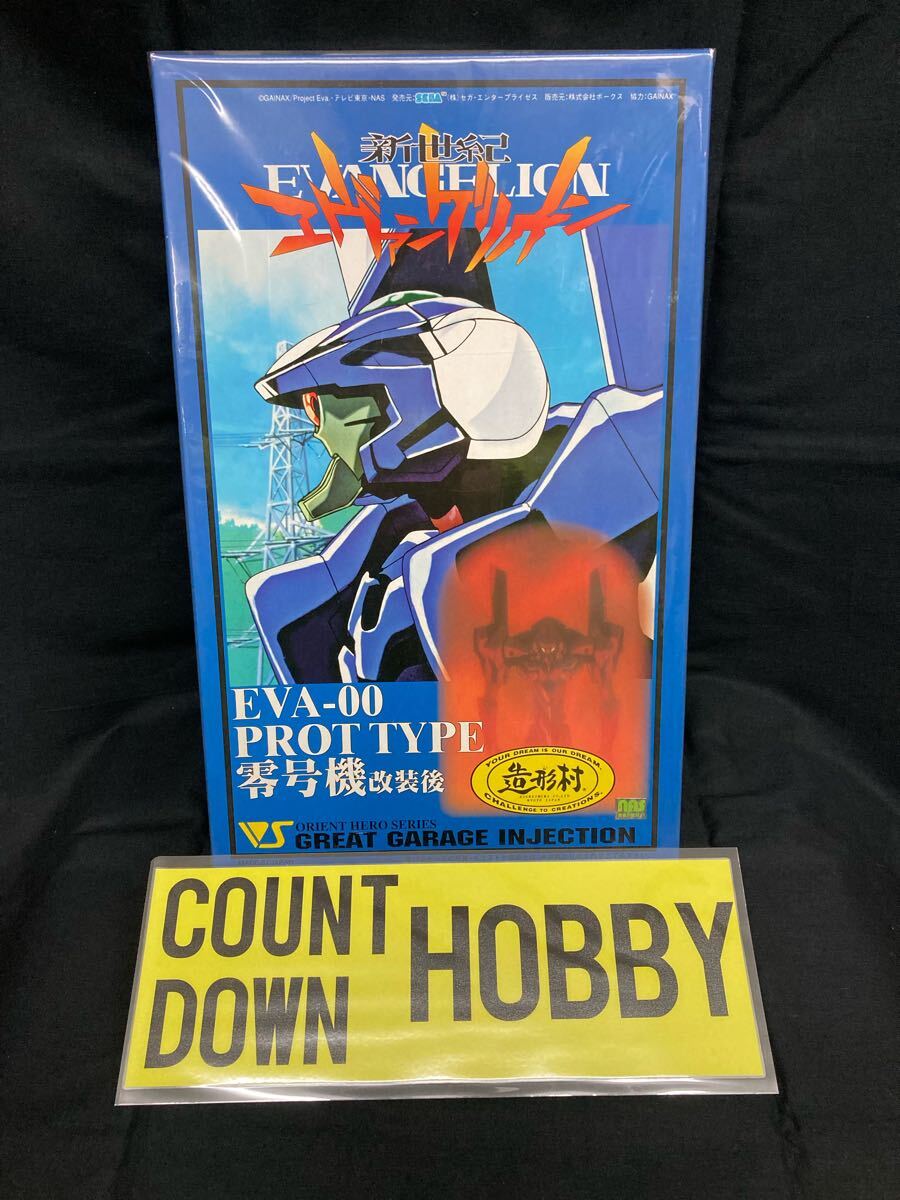 ©GAINAX/Project Eva.・テレビ東京・NAS 発売元:SEGA™(株)セガ・エンタープライゼス 販売元:株式会社ボークス 協力:GAINAX
新世紀
EVANGELION
エヴァンゲリオン
EVA-00
PROT TYPE
零号機改装後
YOUR DREAM IS OUR DREAM.
造形村
CHALLENGE TO CREATIONS.
NAS
VS ORIENT HERO SERIES
GREAT GARAGE INJECTION
COUNT
DOWN
HOBBY